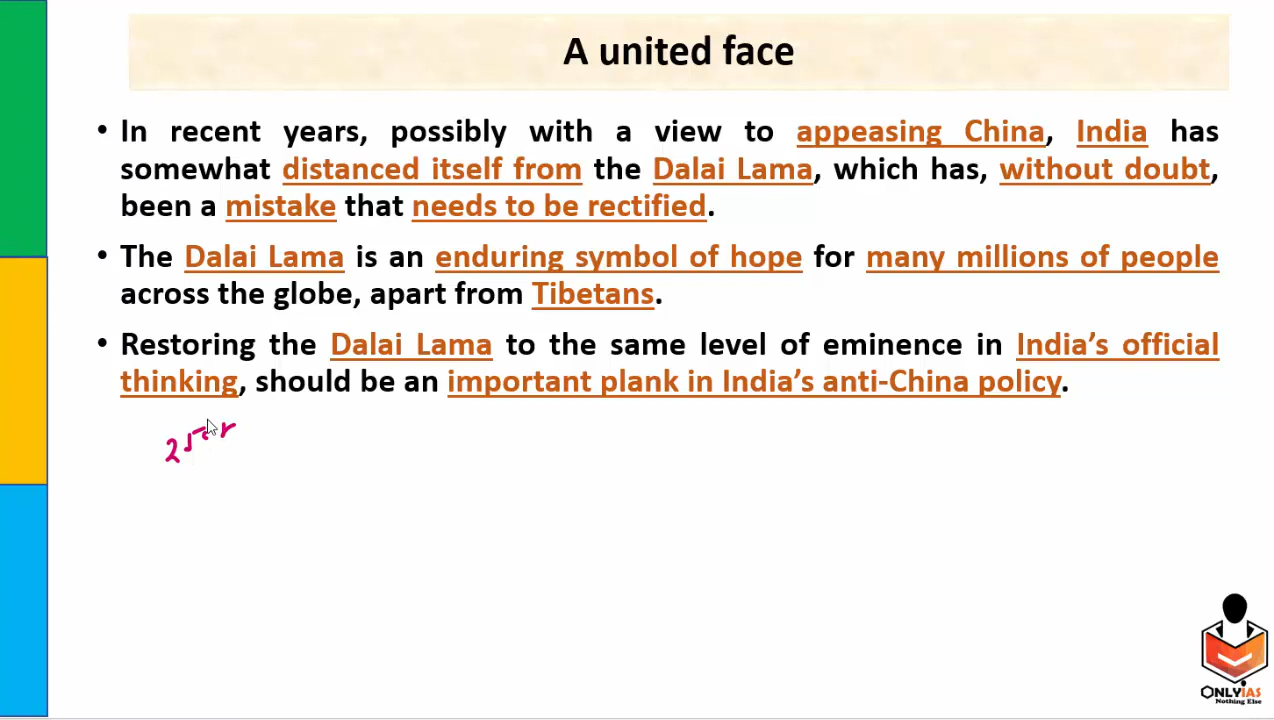 A united face
• In recent years, possibly with a view to appeasing China, India has
somewhat distanced itself from the Dalai Lama, which has, without doubt,
been a mistake that needs to be rectified.
• The Dalai Lama is an enduring symbol of hope for many millions of people
across the globe, apart from Tibetans.
• Restoring the Dalai Lama to the same level of eminence in India’s official
thinking, should be an important plank in India’s anti-China policy.
ONLYIAS
Nothing Else